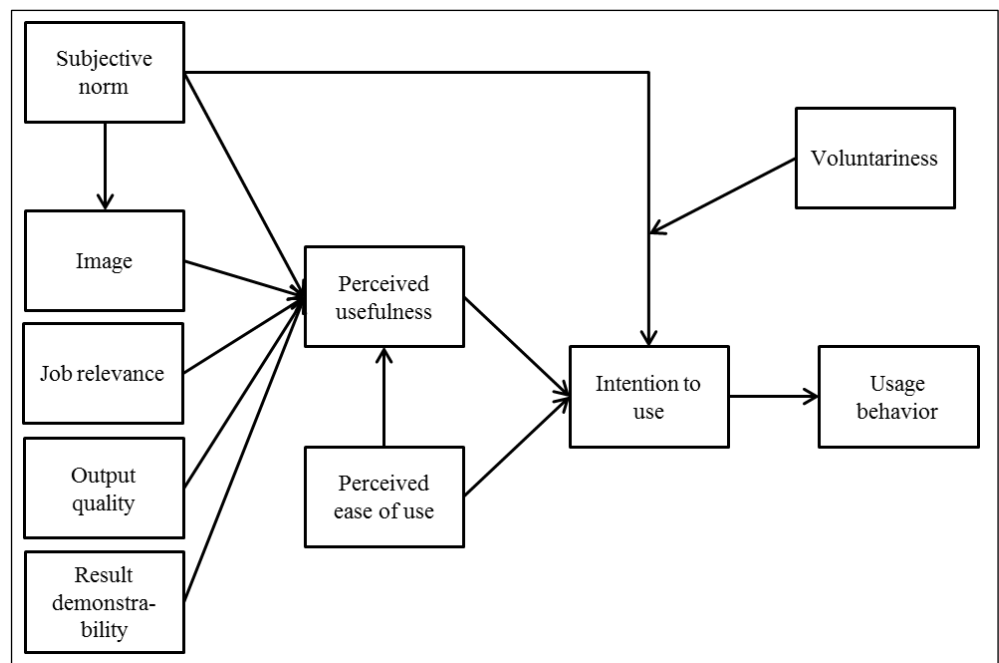 Subjective
norm
Voluntariness
Image
Perceived
usefulness
Job relevance
Intention to
use
Usage
behavior
Output
quality
Perceived
ease of use
Result
demonstra-
bility